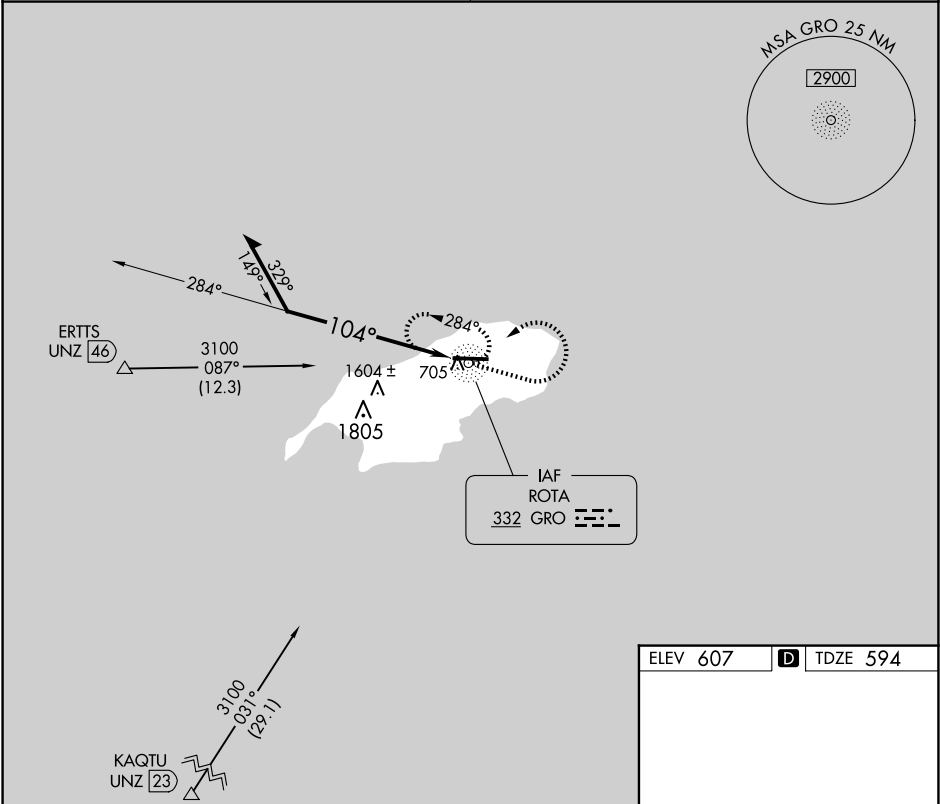 MSA GRO 25 NM
2900
329°
149°
284°
104°
284°
ERTTS
UNZ 46
3100
087°
(12.3)
1604 ±
705
1805
IAF
ROTA
332 GRO
3100
031°
(29.1)
KAQTU
UNZ 23
ELEV 607 D TDZE 594